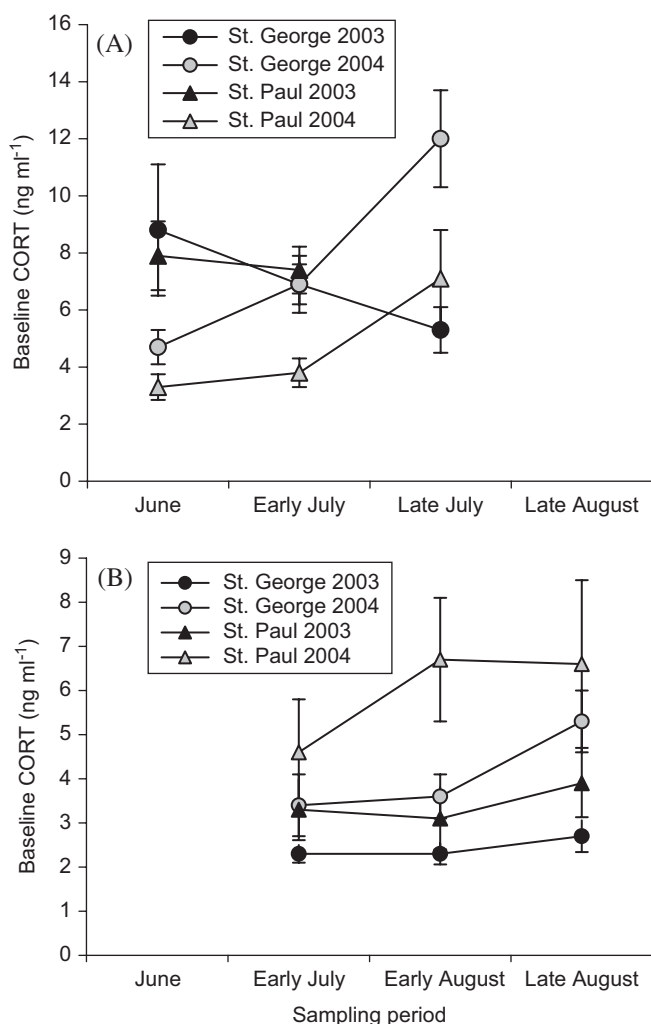 (A)
St. George 2003
St. George 2004
St. Paul 2003
St. Paul 2004
Baseline CORT (ng ml⁻¹)
16
14
12
10
8
6
4
2
0
June Early July Late July Late August
(B)
St. George 2003
St. George 2004
St. Paul 2003
St. Paul 2004
Baseline CORT (ng ml⁻¹)
9
8
7
6
5
4
3
2
1
0
June Early July Early August Late August
Sampling period